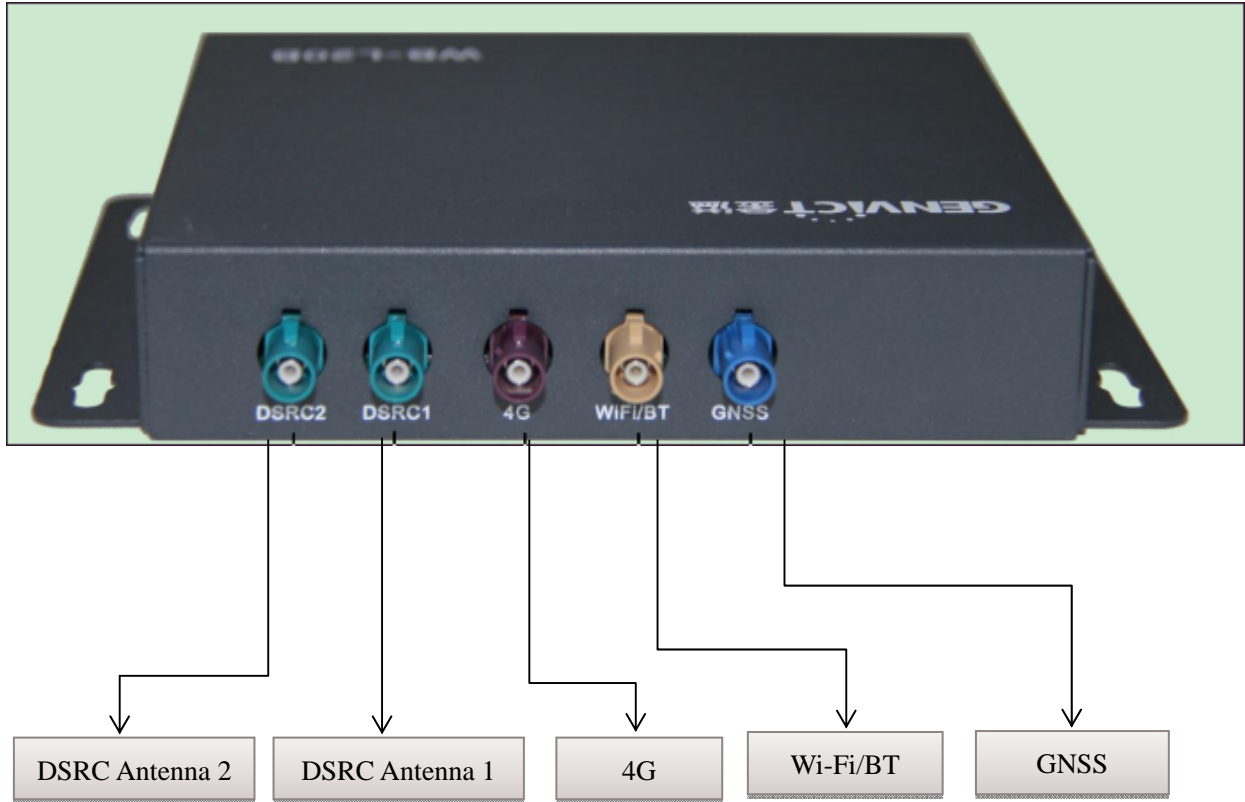 WB-L20B
GENVICT 金溢
DSRC2 DSRC1 4G WiFi/BT GNSS
DSRC Antenna 2 DSRC Antenna 1 4G Wi-Fi/BT GNSS